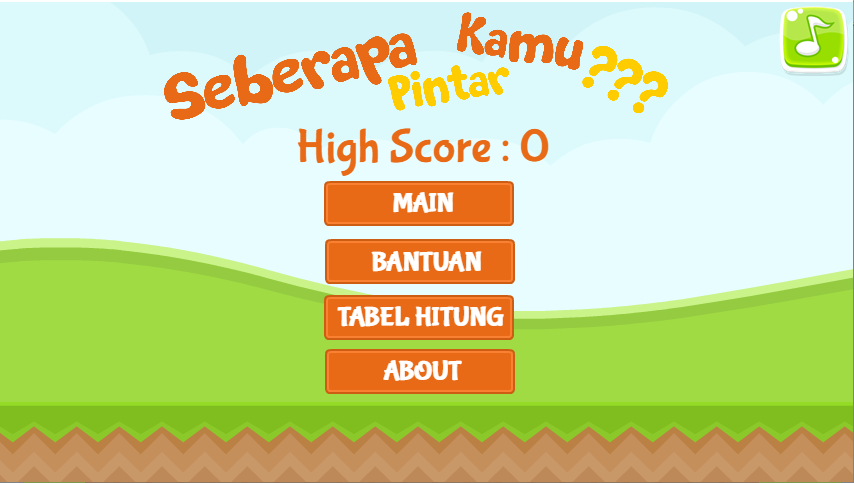 Seberapa Pintar Kamu???
High Score : 0
MAIN
BANTUAN
TABEL HITUNG
ABOUT